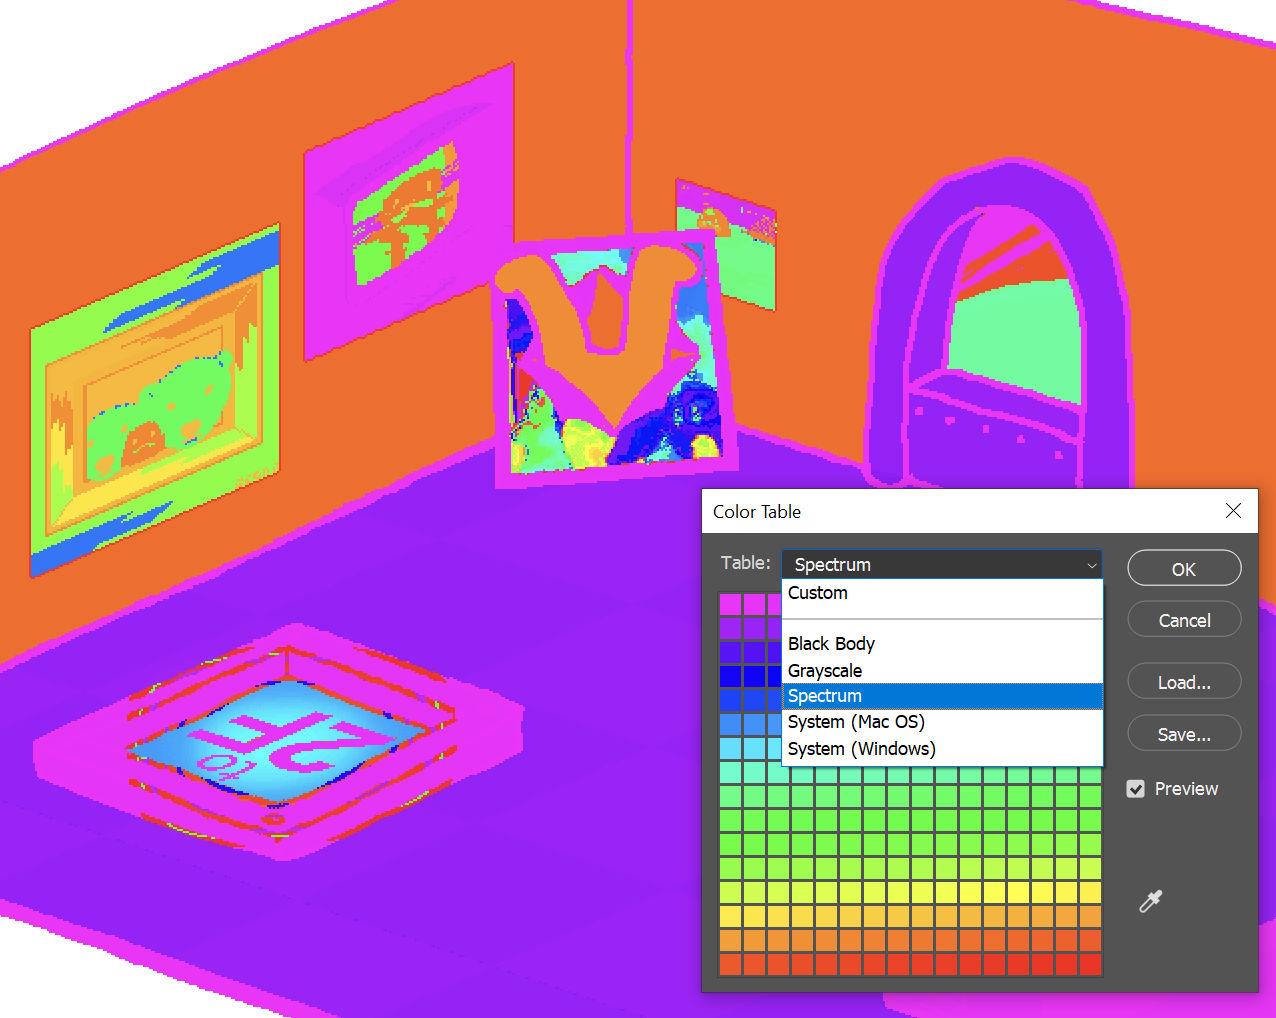 Color Table
Table:
Spectrum
OK
Custom
Cancel
Black Body
Grayscale
Spectrum
Load...
System (Mac OS)
Save...
System (Windows)
Preview